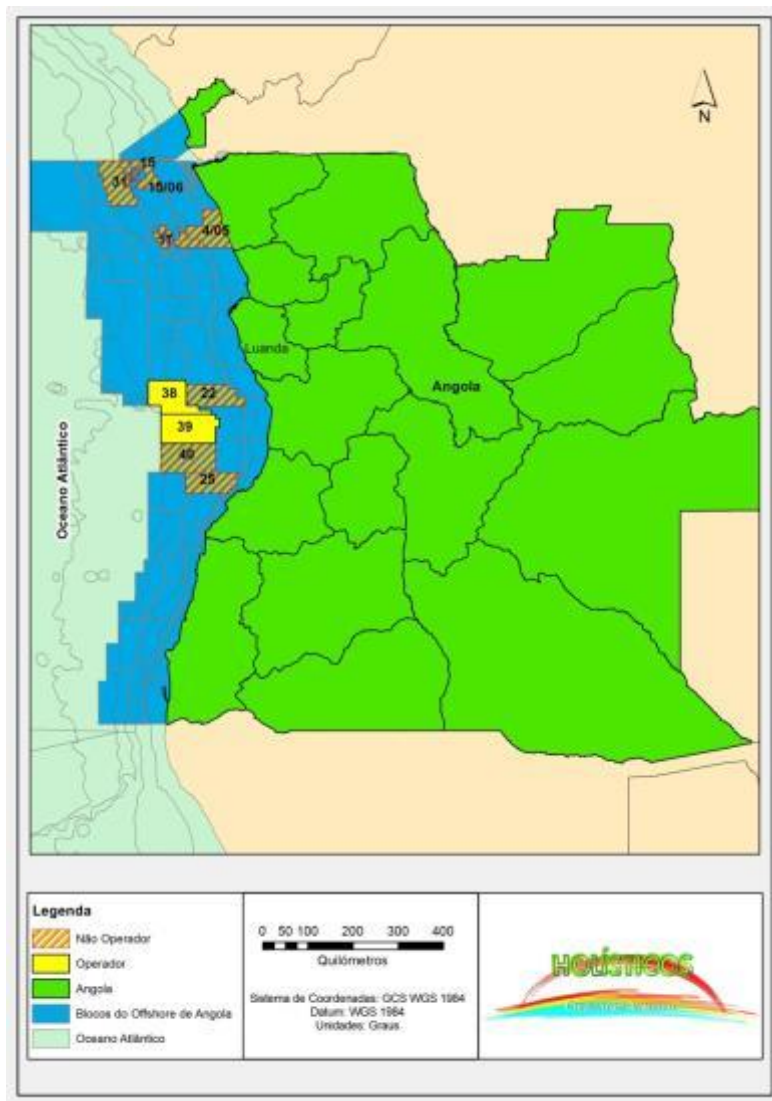 N
15
31
15/06
4/05
17
Luanda
Angola
38
22
39
40
25
Oceano Atlântico
Legenda
Não Operador
Operador
Angola
Blocos do Offshore de Angola
Oceano Atlântico
0 50 100 200 300 400
Quilómetros
Sistema de Coordenadas: GCS WGS 1984
Datum: WGS 1984
Unidades: Graus
HOLÍSTICOS